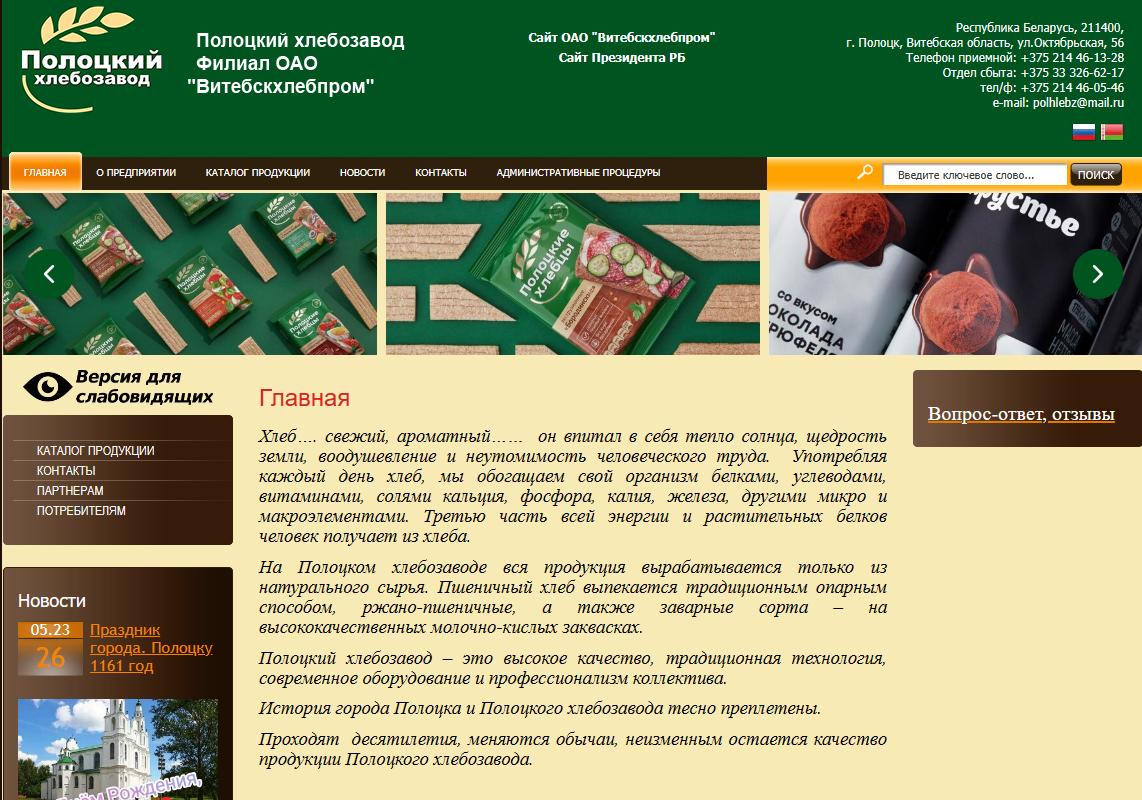 Полоцкий
хлебозавод
Полоцкий хлебозавод
Филиал ОАО
"Витебскхлебпром"
Сайт ОАО "Витебскхлебпром"
Сайт Президента РБ
Республика Беларусь, 211400,
г. Полоцк, Витебская область, ул.Октябрьская, 56
Телефон приемной: +375 214 46-13-28
Отдел сбыта: +375 33 326-62-17
тел/ф: +375 214 46-05-46
e-mail: polhlebz@mail.ru
ГЛАВНАЯ О ПРЕДПРИЯТИИ КАТАЛОГ ПРОДУКЦИИ НОВОСТИ КОНТАКТЫ АДМИНИСТРАТИВНЫЕ ПРОЦЕДУРЫ
Введите ключевое слово... ПОИСК
Полоцкие
хлебцы
СО ВКУСОМ
Версия для
слабовидящих
КАТАЛОГ ПРОДУКЦИИ
КОНТАКТЫ
ПАРТНЕРАМ
ПОТРЕБИТЕЛЯМ
Новости
05.23
26
Праздник
города. Полоцку
1161 год
Днём Рождения,
Главная
Хлеб…. свежий, ароматный…… он впитал в себя тепло солнца, щедрость
земли, воодушевление и неутомимость человеческого труда. Употребляя
каждый день хлеб, мы обогащаем свой организм белками, углеводами,
витаминами, солями кальция, фосфора, калия, железа, другими микро и
макроэлементами. Третью часть всей энергии и растительных белков
человек получает из хлеба.
На Полоцком хлебозаводе вся продукция вырабатывается только из
натурального сырья. Пшеничный хлеб выпекается традиционным опарным
способом, ржано-пшеничные, а также заварные сорта – на
высококачественных молочно-кислых заквасках.
Полоцкий хлебозавод – это высокое качество, традиционная технология,
современное оборудование и профессионализм коллектива.
История города Полоцка и Полоцкого хлебозавода тесно преплетены.
Проходят десятилетия, меняются обычаи, неизменным остается качество
продукции Полоцкого хлебозавода.
Вопрос-ответ, отзывы